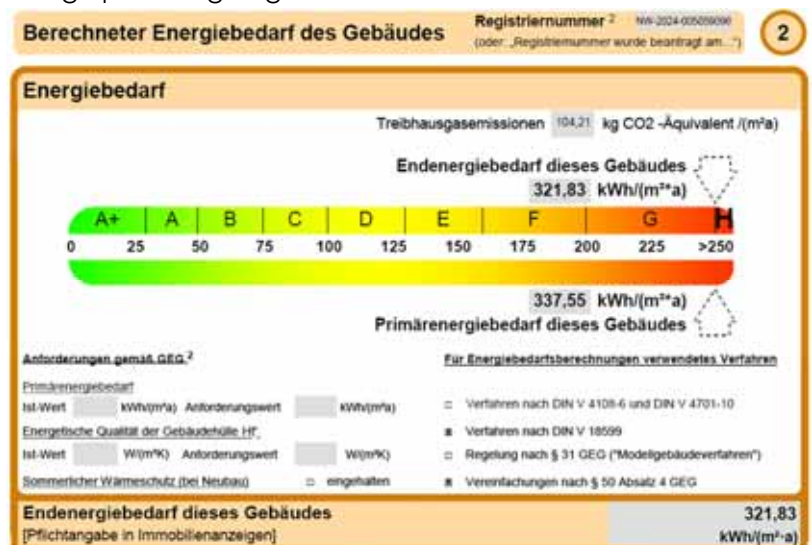 Berechneter Energiebedarf des Gebäudes
Registriernummer 2 NW-2024-005059096
(oder: „Registriernummer wurde beantragt am...")
2
Energiebedarf
Treibhausgasemissionen 104,21 kg CO2 -Äquivalent /(m²a)
Endenergiebedarf dieses Gebäudes
321,83 kWh/(m²*a)
A+ A B C D E F G H
0 25 50 75 100 125 150 175 200 225 >250
337,55 kWh/(m²*a)
Primärenergiebedarf dieses Gebäudes
Anforderungen gemäß GEG 2
Für Energiebedarfsberechnungen verwendetes Verfahren
Primärenergiebedarf
Ist-Wert kWh/(m²a) Anforderungswert kWh/(m²a)
Verfahren nach DIN V 4108-6 und DIN V 4701-10
Energetische Qualität der Gebäudehülle HT'
Verfahren nach DIN V 18599
Ist-Wert W/(m²K) Anforderungswert W/(m²K)
Regelung nach § 31 GEG ("Modellgebäudeverfahren")
Sommerlicher Wärmeschutz (bei Neubau) eingehalten
Vereinfachungen nach § 50 Absatz 4 GEG
Endenergiebedarf dieses Gebäudes 321,83
[Pflichtangabe in Immobilienanzeigen] kWh/(m²·a)